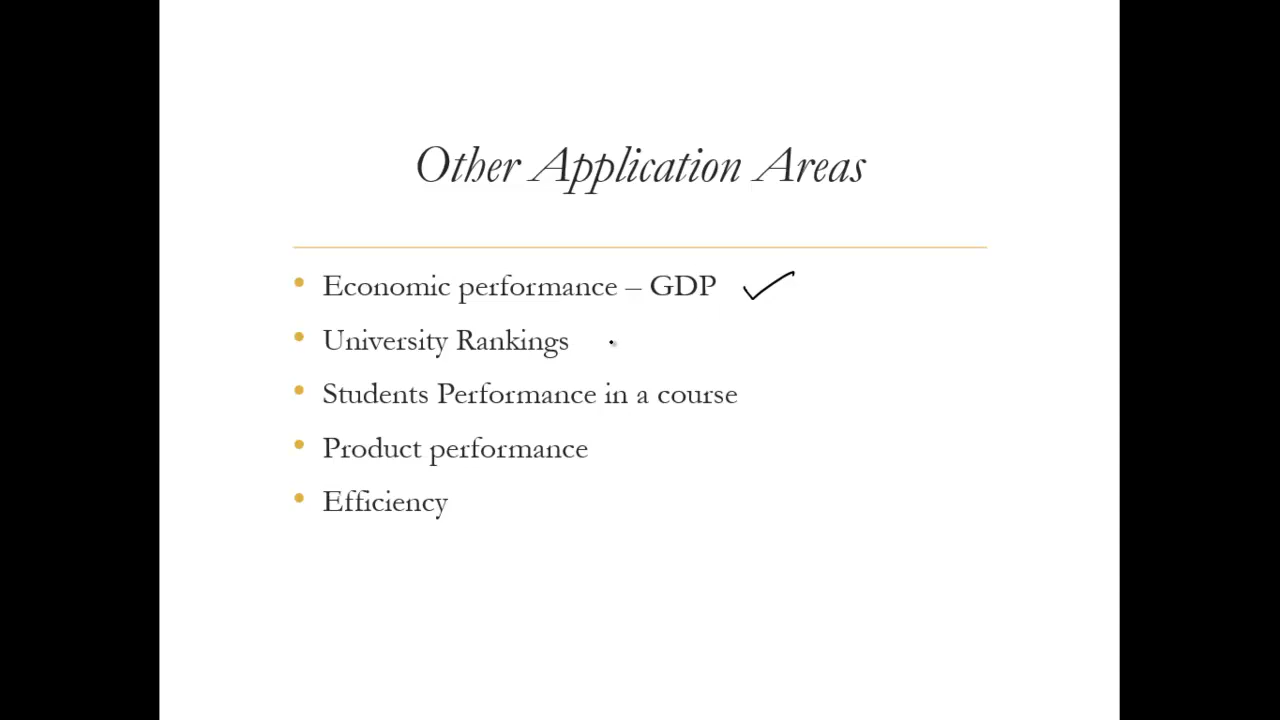 Other Application Areas
• Economic performance – GDP ✓
• University Rankings
• Students Performance in a course
• Product performance
• Efficiency